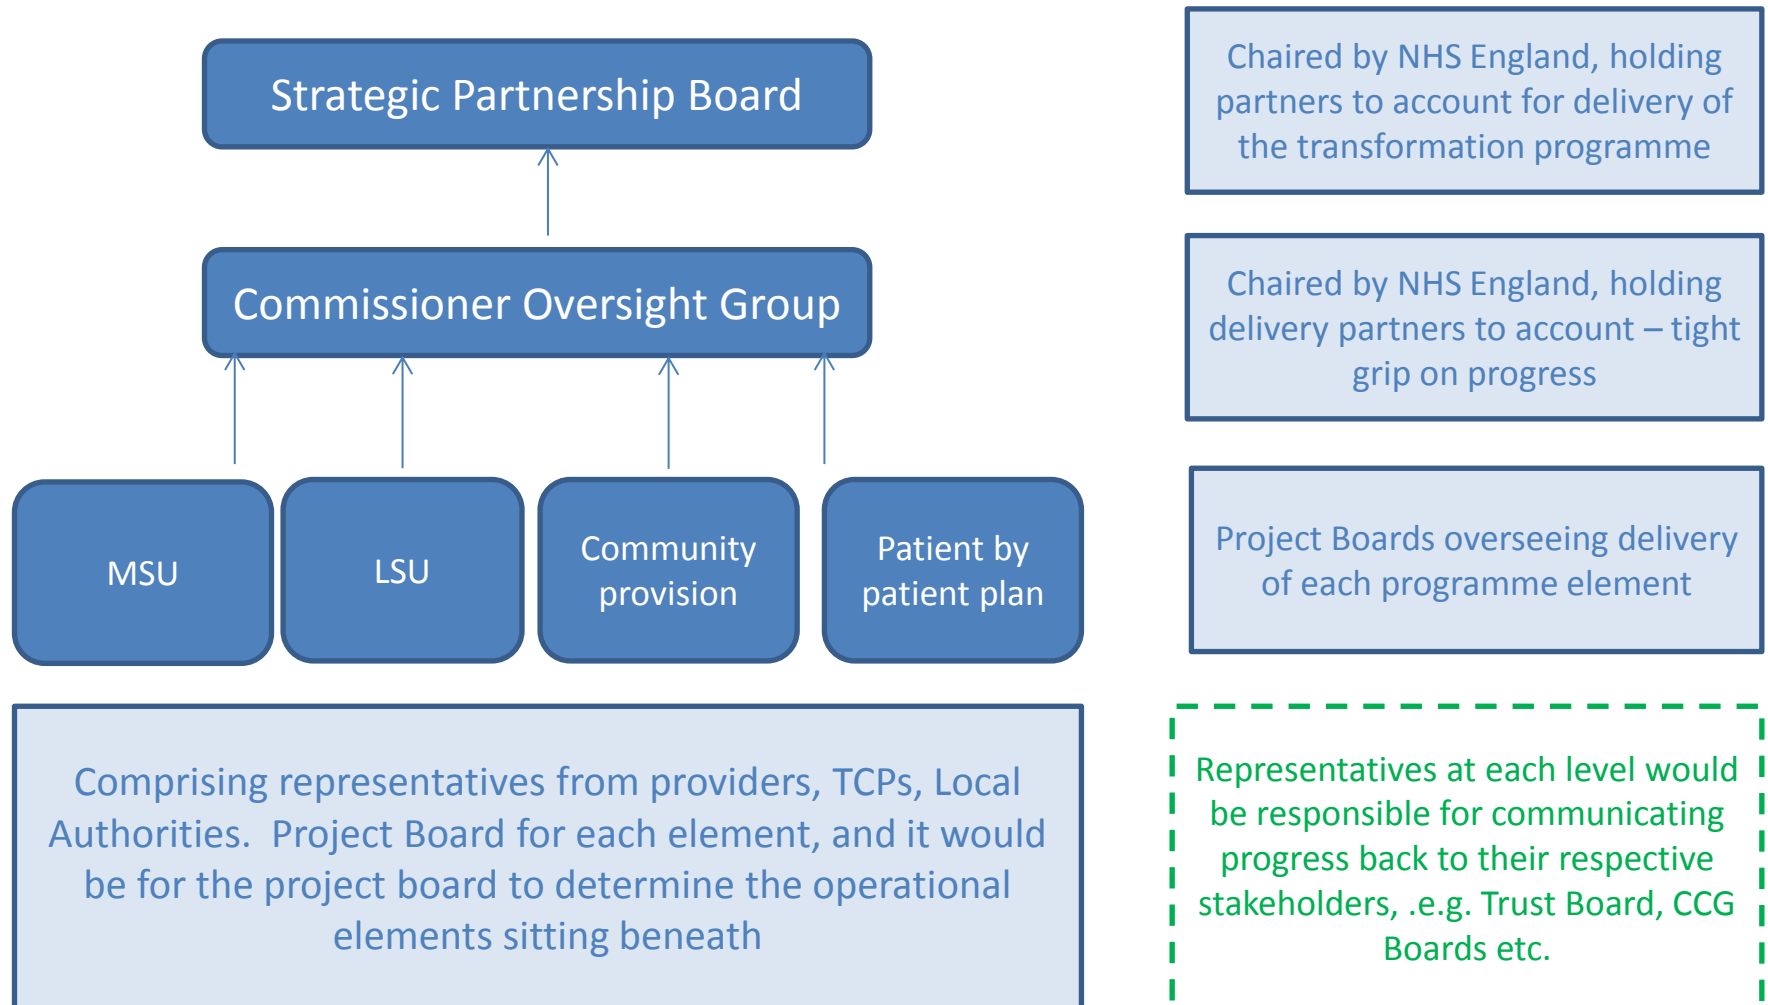 Strategic Partnership Board
Chaired by NHS England, holding
partners to account for delivery of
the transformation programme
Commissioner Oversight Group
Chaired by NHS England, holding
delivery partners to account – tight
grip on progress
MSU
LSU
Community
provision
Patient by
patient plan
Project Boards overseeing delivery
of each programme element
Comprising representatives from providers, TCPs, Local
Authorities.  Project Board for each element, and it would
be for the project board to determine the operational
elements sitting beneath
Representatives at each level would
be responsible for communicating
progress back to their respective
stakeholders, .e.g. Trust Board, CCG
Boards etc.